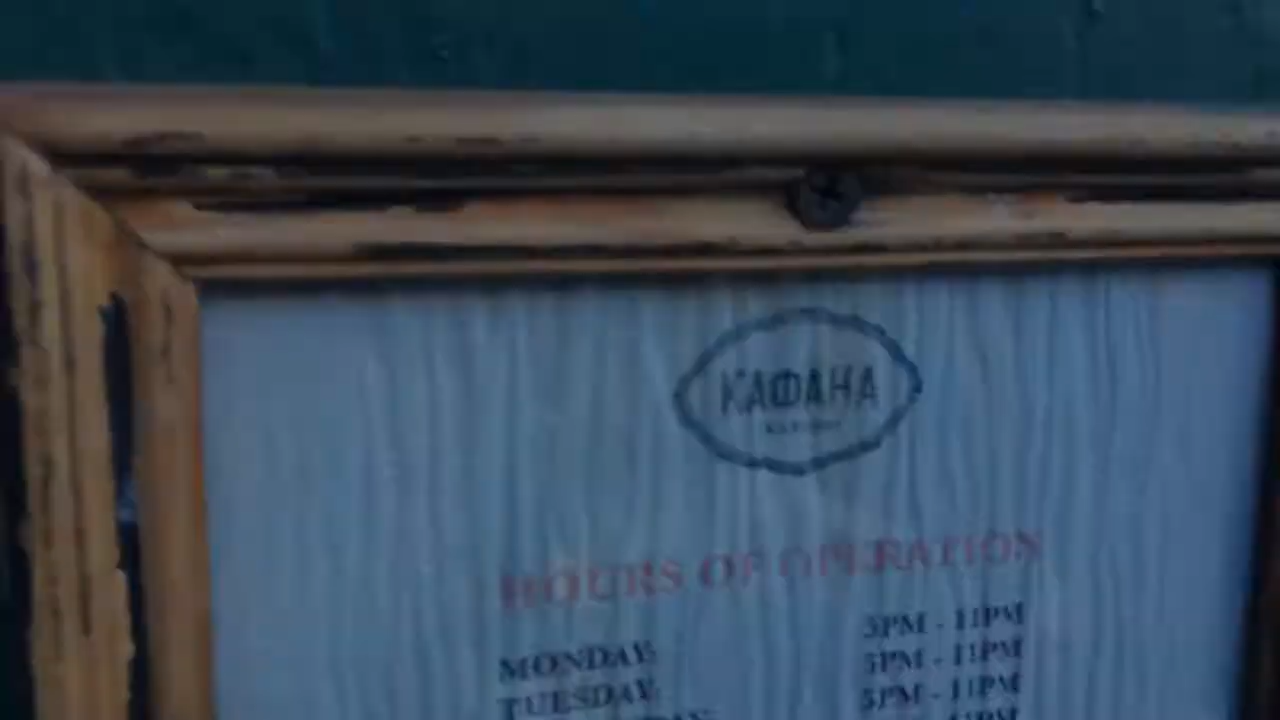 КАФАНА
HOURS OF OPERATION
MONDAY: 5PM - 11PM
TUESDAY: 5PM - 11PM
5PM - 11PM